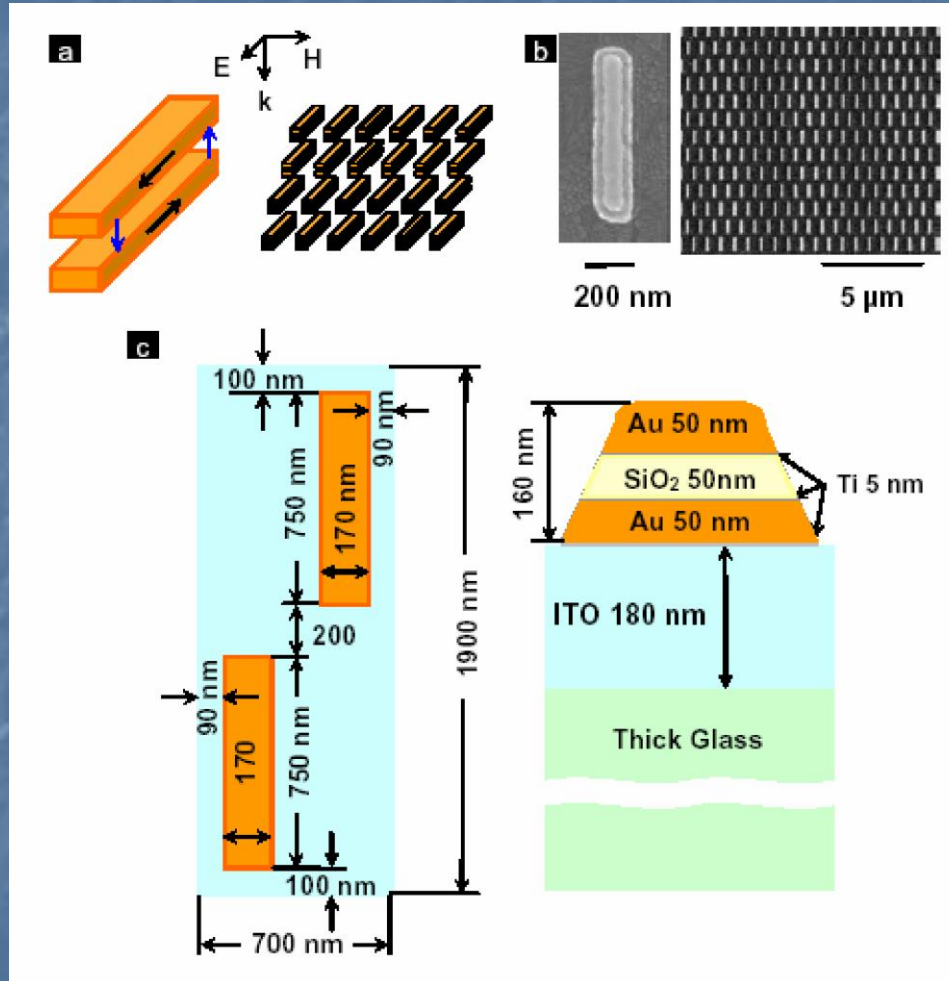 a
E
H
k
b
200 nm
5 µm
c
100 nm
90 nm
750 nm
170 nm
200
1900 nm
90 nm
170
750 nm
100 nm
700 nm
160 nm
Au 50 nm
SiO₂ 50nm
Ti 5 nm
Au 50 nm
ITO 180 nm
Thick Glass